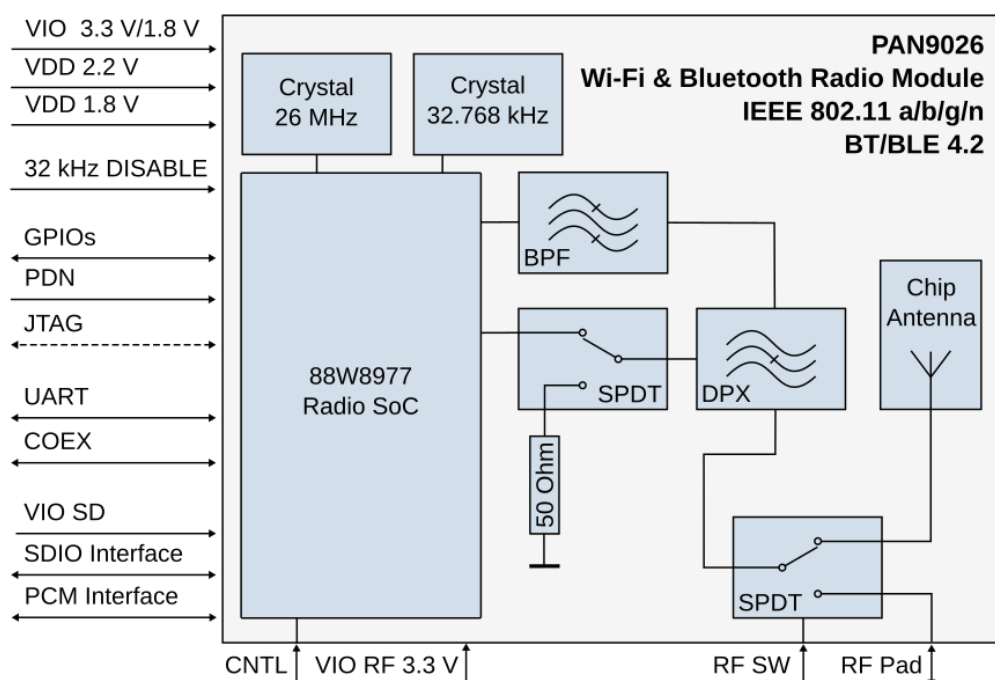 VIO 3.3 V/1.8 V
VDD 2.2 V
VDD 1.8 V
32 kHz DISABLE
GPIOs
PDN
JTAG
UART
COEX
VIO SD
SDIO Interface
PCM Interface
PAN9026
Wi-Fi & Bluetooth Radio Module
IEEE 802.11 a/b/g/n
BT/BLE 4.2
Crystal
26 MHz
Crystal
32.768 kHz
88W8977
Radio SoC
BPF
SPDT
50 Ohm
DPX
Chip
Antenna
SPDT
CNTL
VIO RF 3.3 V
RF SW
RF Pad